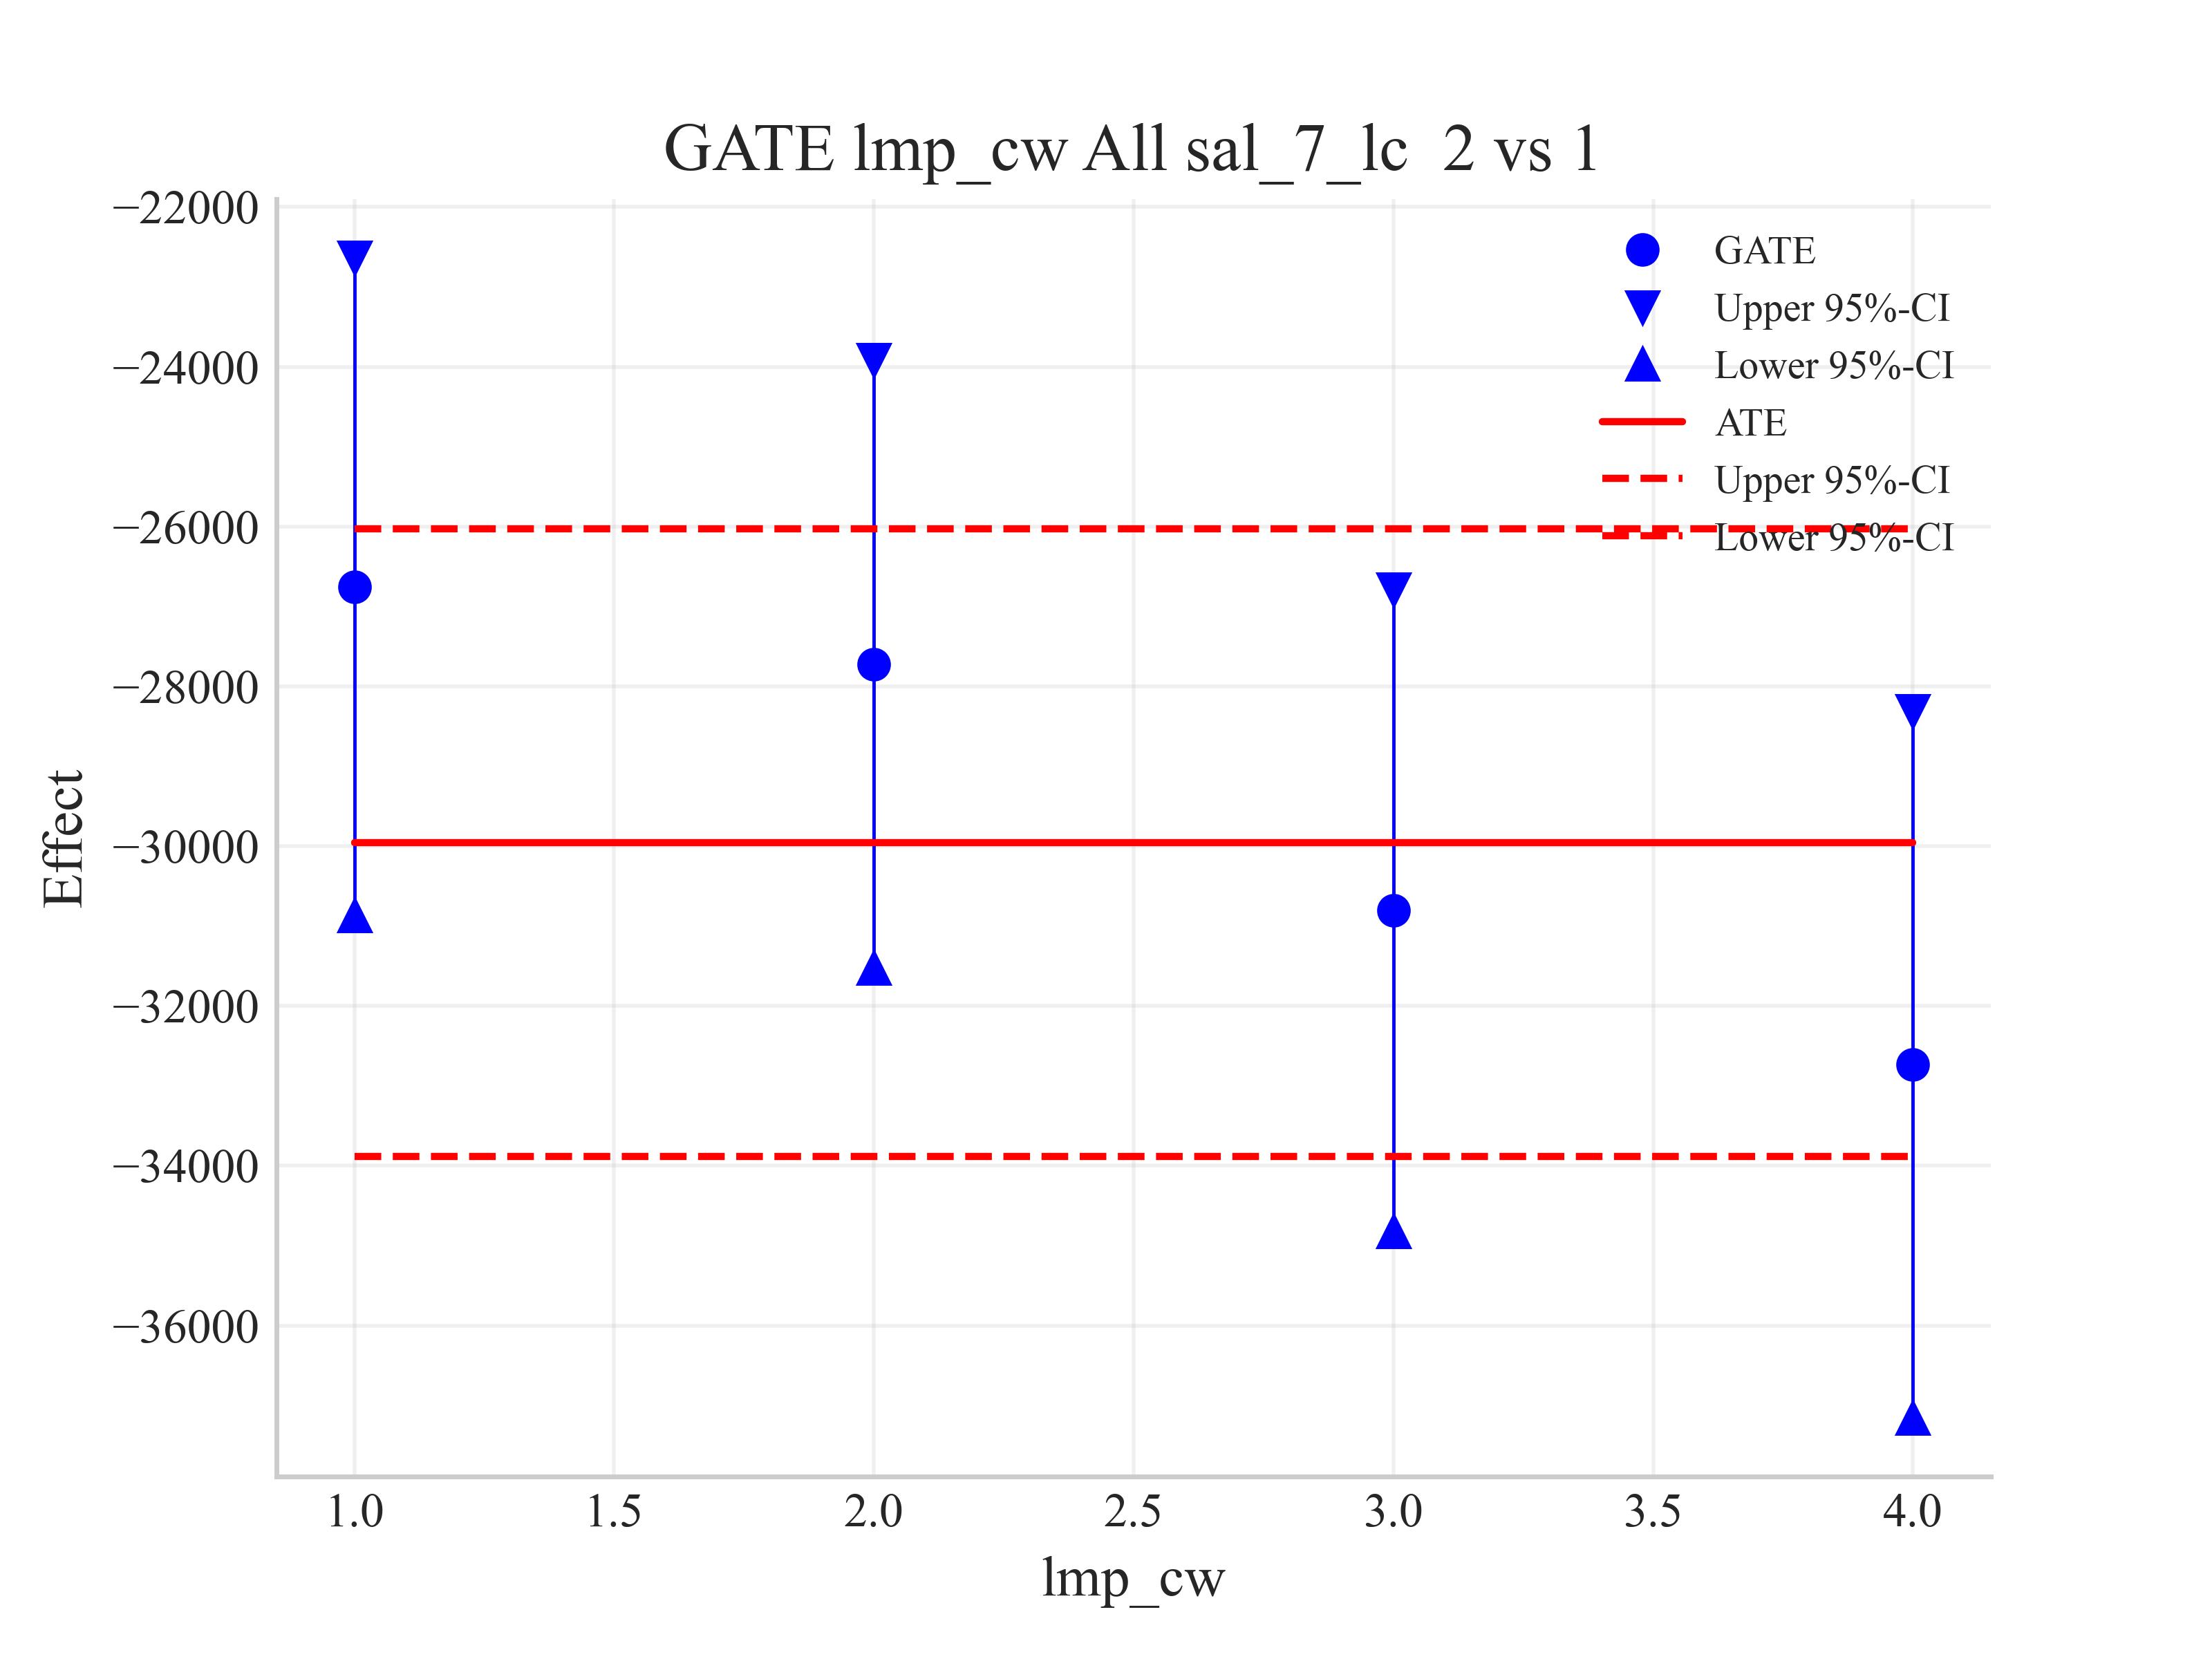 GATE lmp_cw All sal_7_lc  2 vs 1
−22000
−24000
−26000
−28000
−30000
−32000
−34000
−36000
Effect
GATE
Upper 95%-CI
Lower 95%-CI
ATE
Upper 95%-CI
Lower 95%-CI
1.0 1.5 2.0 2.5 3.0 3.5 4.0
lmp_cw